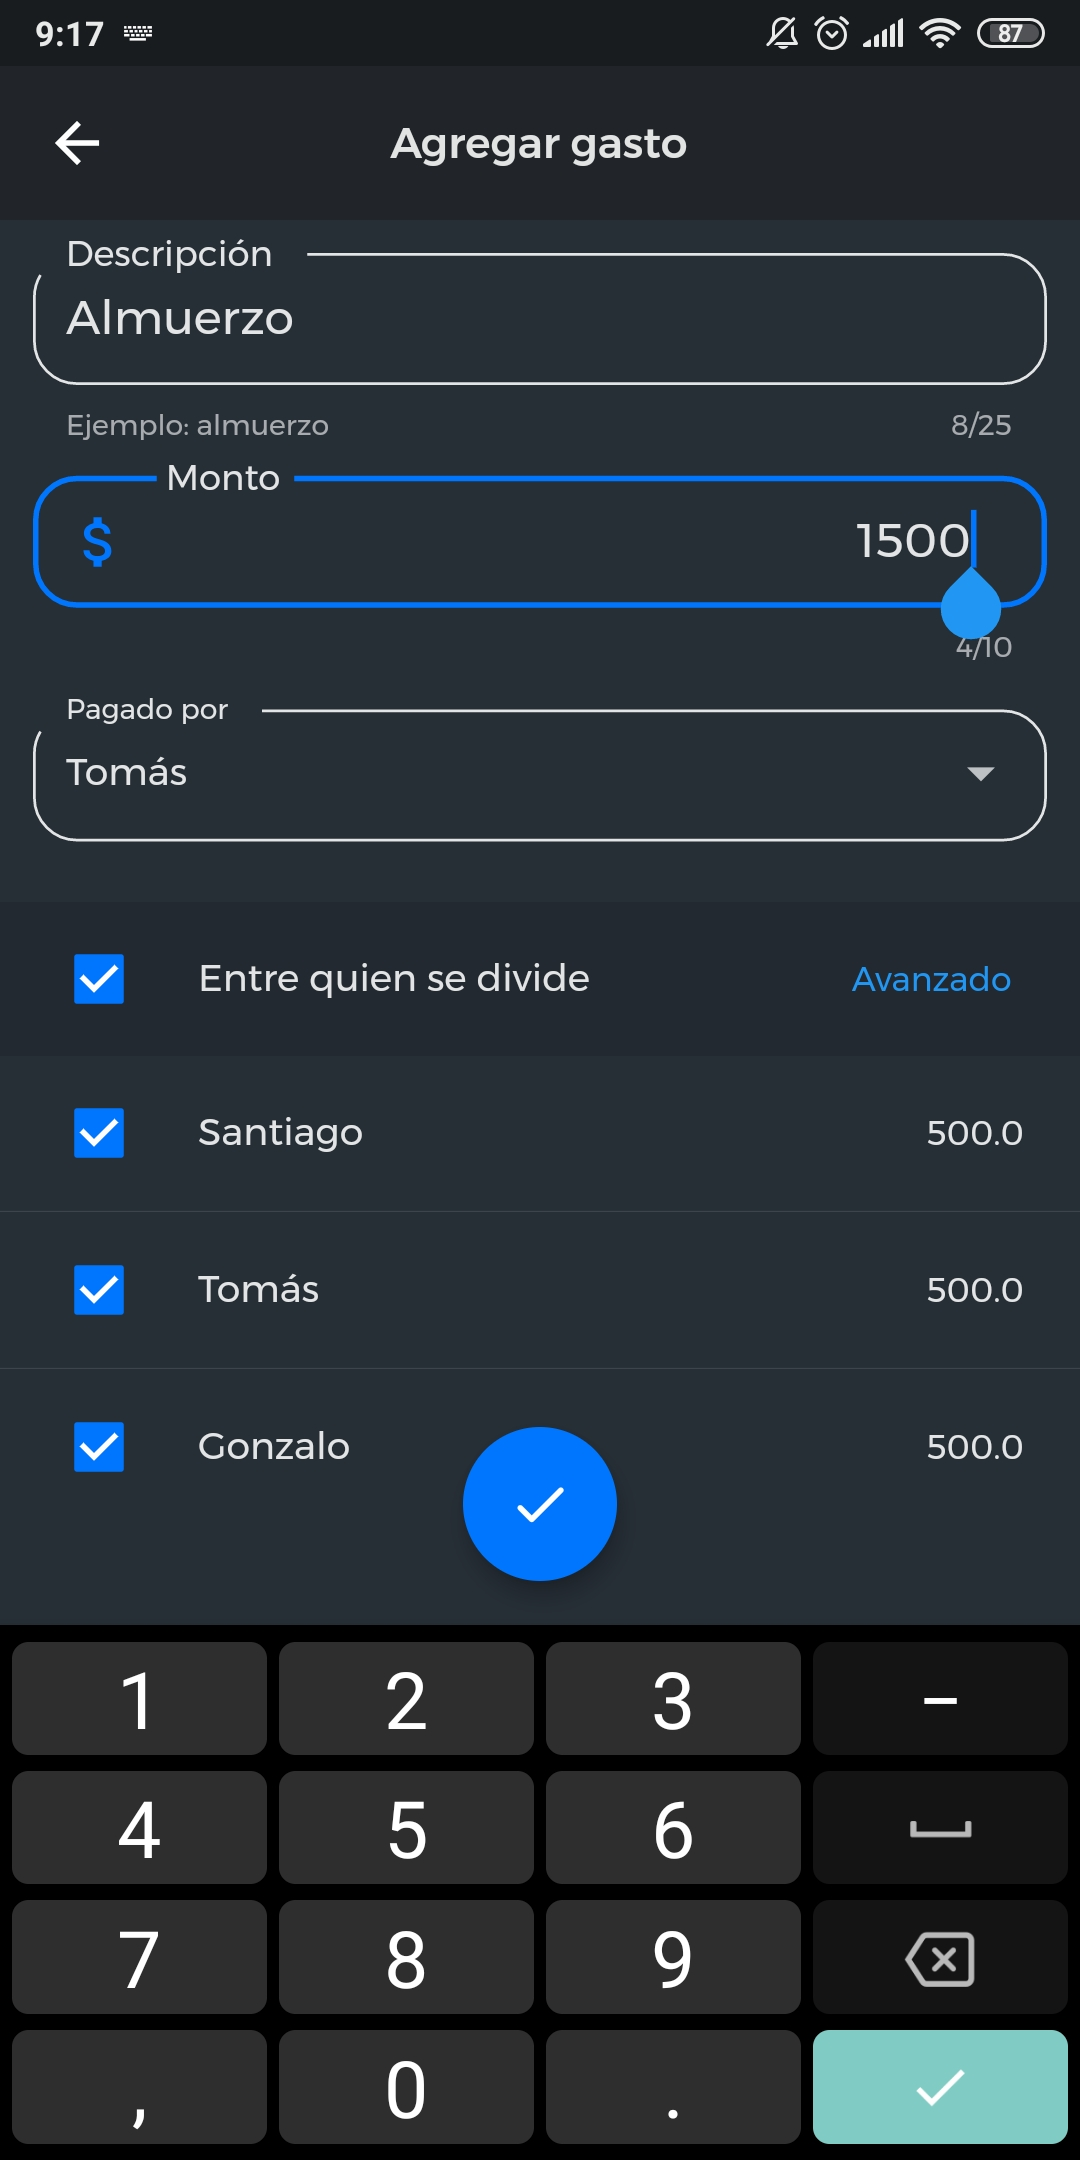 9:17
87
Agregar gasto
Descripción
Almuerzo
Ejemplo: almuerzo 8/25
Monto
$ 1500
4/10
Pagado por
Tomás
Entre quien se divide Avanzado
Santiago 500.0
Tomás 500.0
Gonzalo 500.0
1 2 3 –
4 5 6
7 8 9
, 0 .